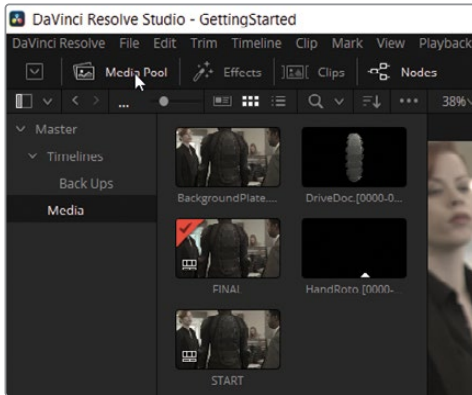 DaVinci Resolve Studio - GettingStarted
DaVinci Resolve File Edit Trim Timeline Clip Mark View Playback
Media Pool Effects Clips Nodes
... 38%
Master
Timelines
Back Ups
Media
BackgroundPlate.... DriveDoc.[0000-0...
FINAL HandRoto.[0000-...
START